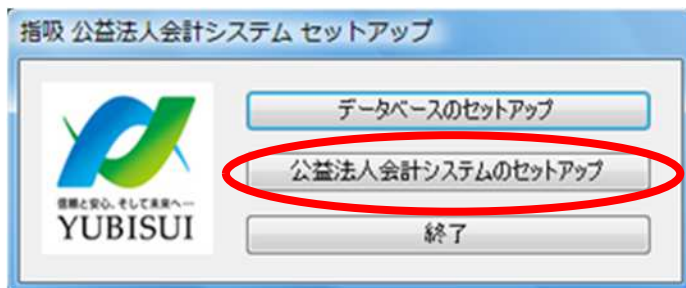 指吸 公益法人会計システム セットアップ
データベースのセットアップ
公益法人会計システムのセットアップ
信頼と安心、そして未来へ―
YUBISUI
終了